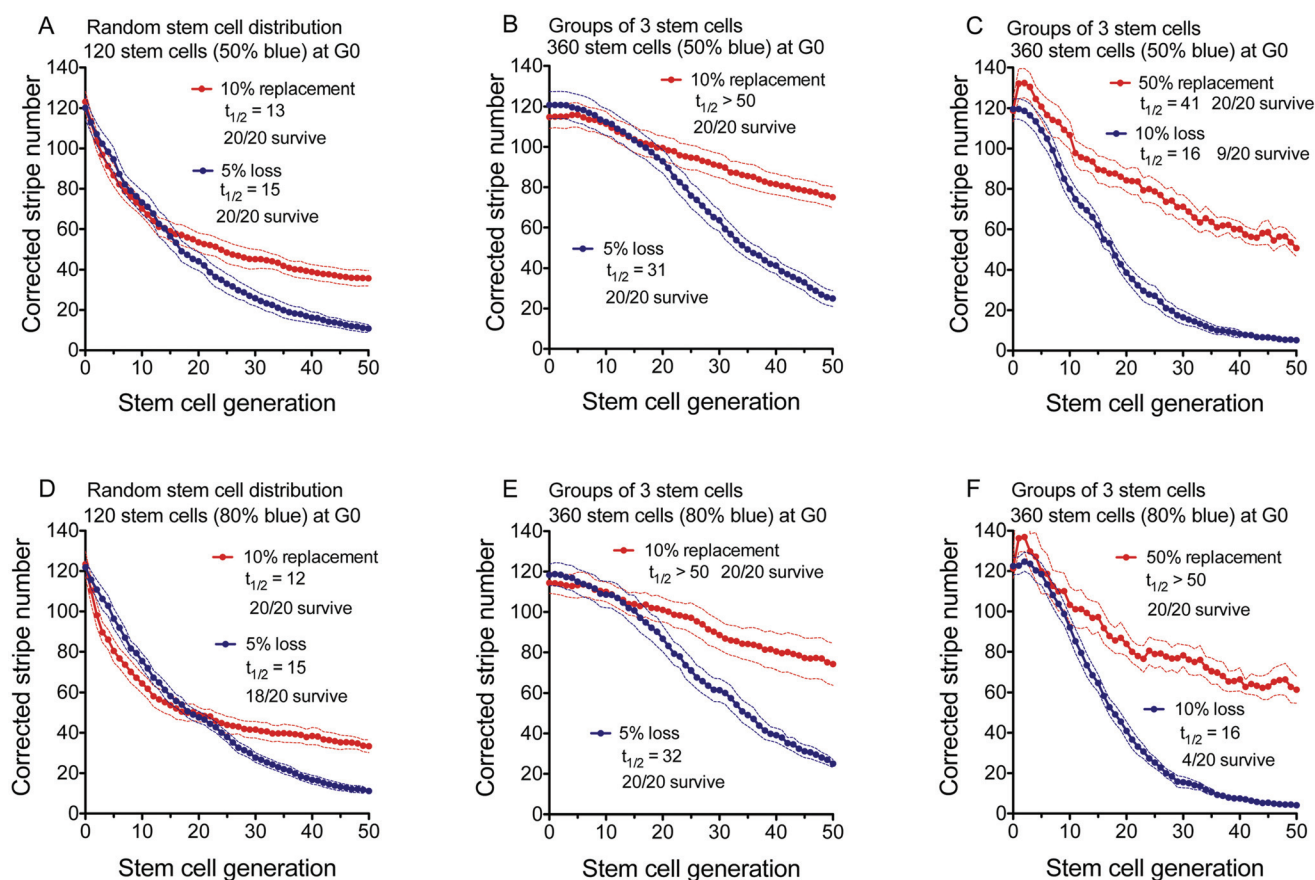 A Random stem cell distribution
120 stem cells (50% blue) at G0
Corrected stripe number
140
120
100
80
60
40
20
0
10% replacement
t1/2 = 13
20/20 survive
5% loss
t1/2 = 15
20/20 survive
0 10 20 30 40 50
Stem cell generation
B Groups of 3 stem cells
360 stem cells (50% blue) at G0
Corrected stripe number
140
120
100
80
60
40
20
0
10% replacement
t1/2 > 50
20/20 survive
5% loss
t1/2 = 31
20/20 survive
0 10 20 30 40 50
Stem cell generation
C Groups of 3 stem cells
360 stem cells (50% blue) at G0
Corrected stripe number
140
120
100
80
60
40
20
0
50% replacement
t1/2 = 41 20/20 survive
10% loss
t1/2 = 16 9/20 survive
0 10 20 30 40 50
Stem cell generation
D Random stem cell distribution
120 stem cells (80% blue) at G0
Corrected stripe number
140
120
100
80
60
40
20
0
10% replacement
t1/2 = 12
20/20 survive
5% loss
t1/2 = 15
18/20 survive
0 10 20 30 40 50
Stem cell generation
E Groups of 3 stem cells
360 stem cells (80% blue) at G0
Corrected stripe number
140
120
100
80
60
40
20
0
10% replacement
t1/2 > 50 20/20 survive
5% loss
t1/2 = 32
20/20 survive
0 10 20 30 40 50
Stem cell generation
F Groups of 3 stem cells
360 stem cells (80% blue) at G0
Corrected stripe number
140
120
100
80
60
40
20
0
50% replacement
t1/2 > 50
20/20 survive
10% loss
t1/2 = 16
4/20 survive
0 10 20 30 40 50
Stem cell generation